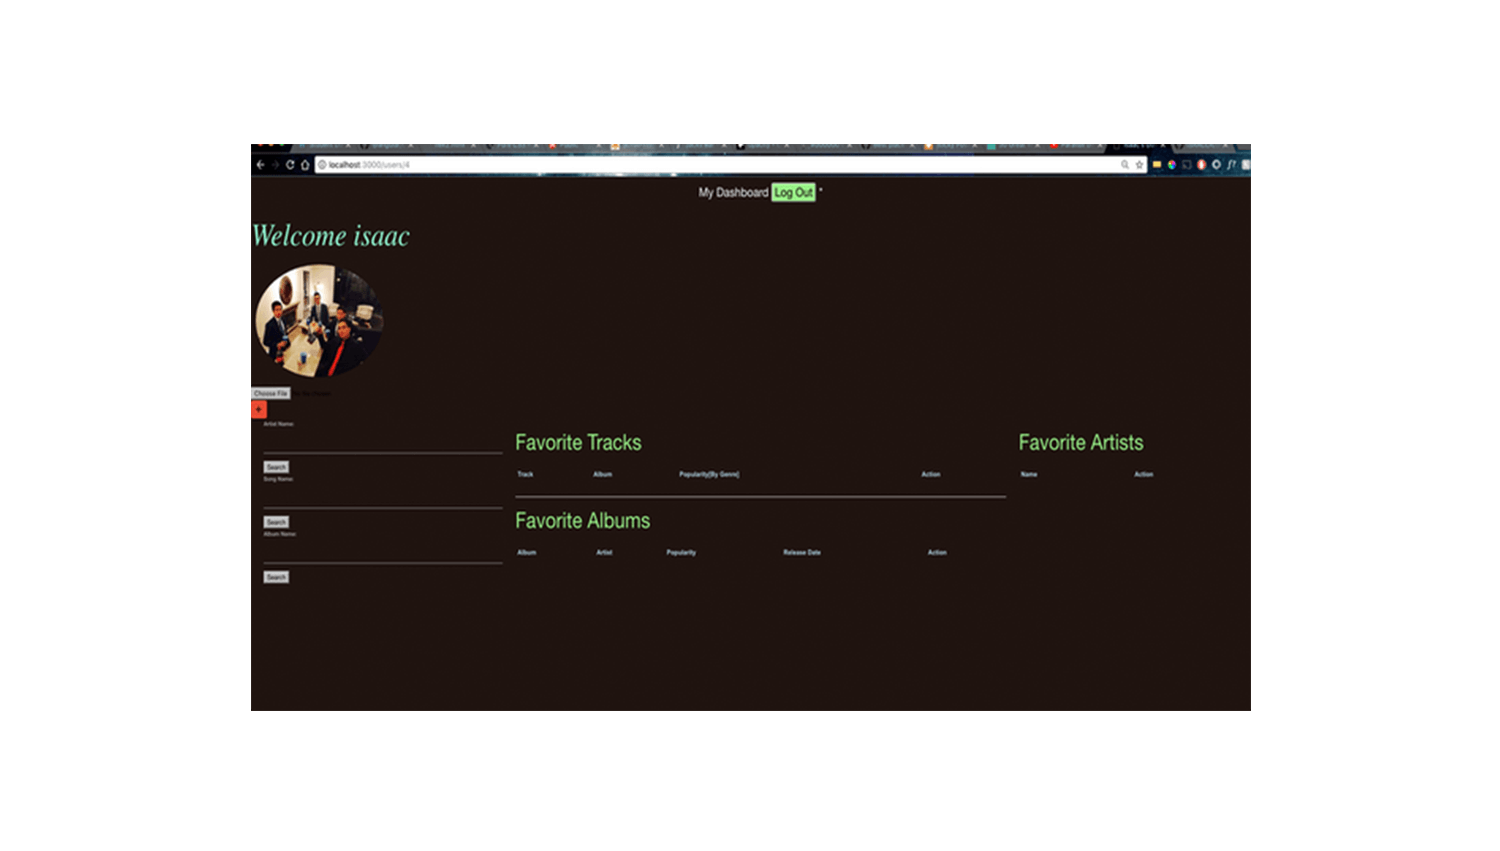 localhost:3000/users/4
My Dashboard Log Out
Welcome isaac
Choose File
+
Artist Name:
Search
Song Name:
Search
Album Name:
Search
Favorite Tracks
Track Album Popularity[By Genre] Action
Favorite Albums
Album Artist Popularity Release Date Action
Favorite Artists
Name Action